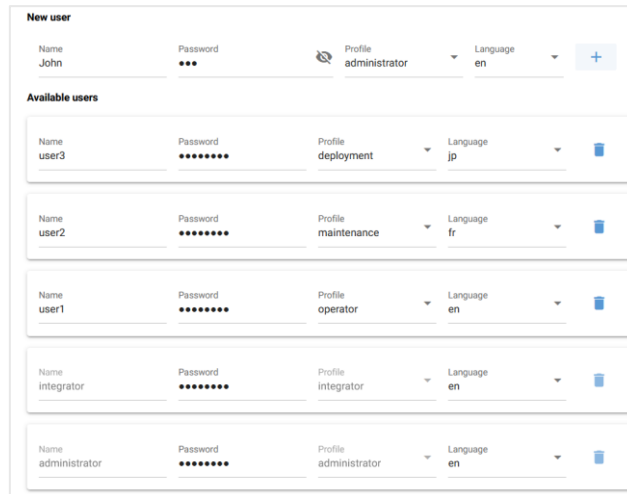 New user
Name Password Profile Language
John ••• administrator en +
Available users
Name Password Profile Language
user3 •••••••• deployment jp
Name Password Profile Language
user2 •••••••• maintenance fr
Name Password Profile Language
user1 •••••••• operator en
Name Password Profile Language
integrator •••••••• integrator en
Name Password Profile Language
administrator •••••••• administrator en